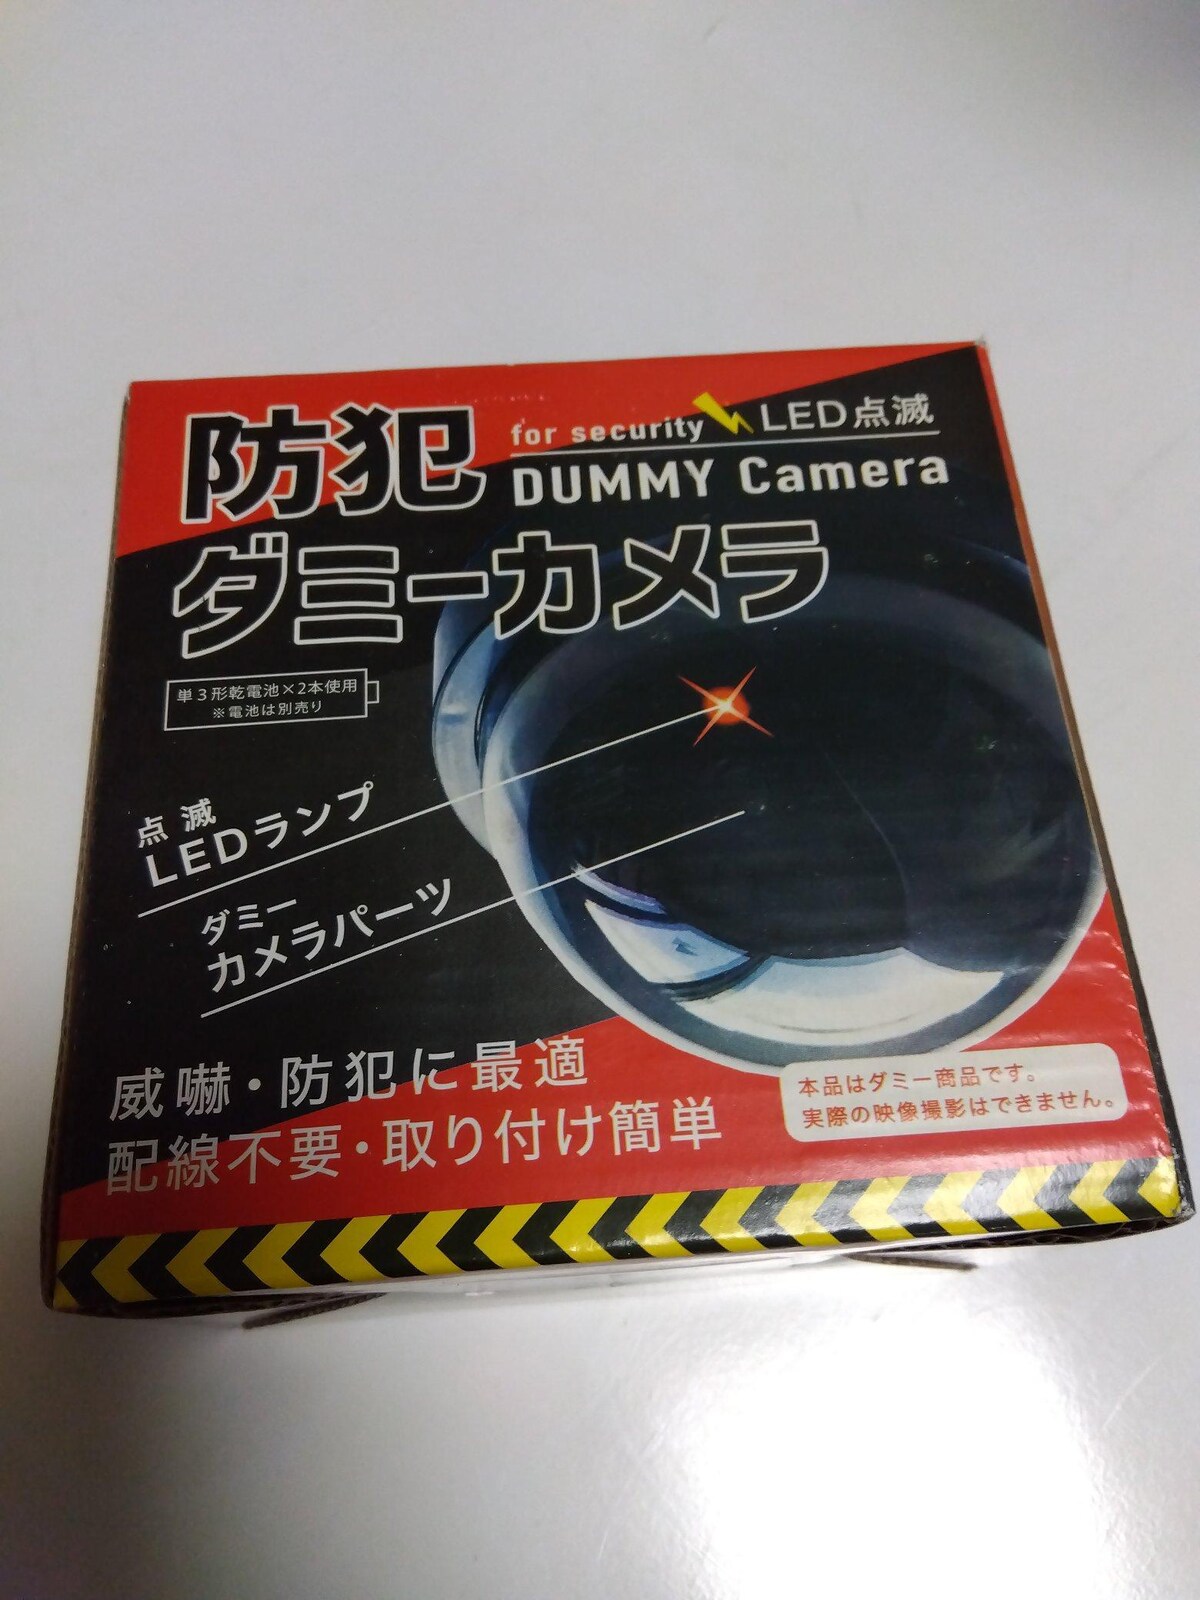 防犯
for security
LED点滅
DUMMY Camera
ダミーカメラ
単3形乾電池×2本使用
※電池は別売り
点滅
LEDランプ
ダミー
カメラパーツ
威嚇・防犯に最適
配線不要・取り付け簡単
本品はダミー商品です。
実際の映像撮影はできません。